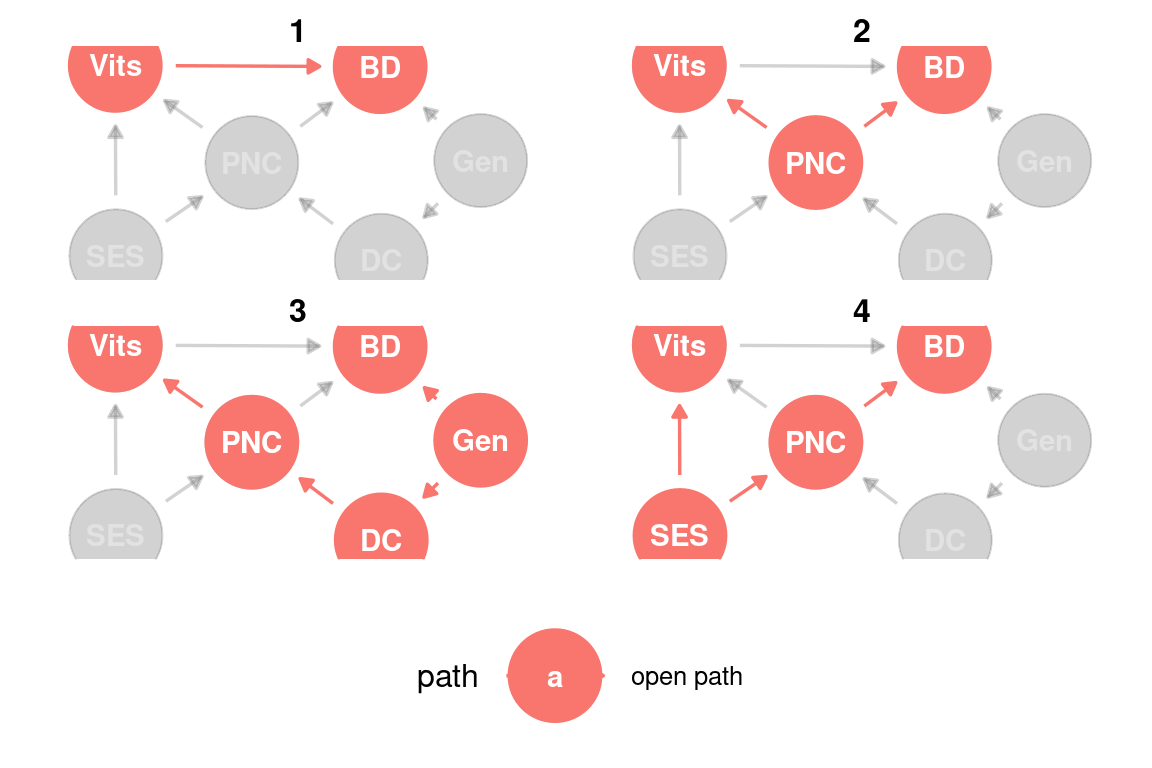 1
Vits
BD
PNC
Gen
SES
DC
2
Vits
BD
PNC
Gen
SES
DC
3
Vits
BD
PNC
Gen
SES
DC
4
Vits
BD
PNC
Gen
SES
DC
path a open path